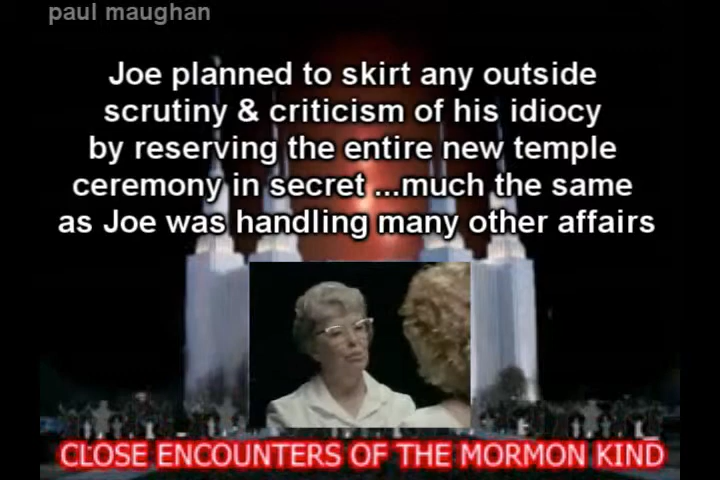 paul maughan
Joe planned to skirt any outside
scrutiny & criticism of his idiocy
by reserving the entire new temple
ceremony in secret ...much the same
as Joe was handling many other affairs
CLOSE ENCOUNTERS OF THE MORMON KIND